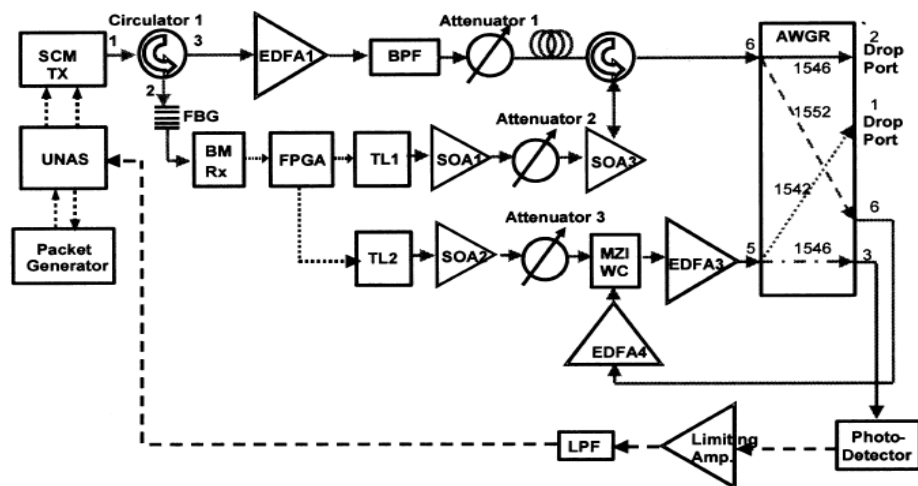 Circulator 1
Attenuator 1
SCM
TX
1
3
2
EDFA1
BPF
6
AWGR
1546
2
Drop
Port
1552
1
Drop
Port
FBG
UNAS
BM
Rx
FPGA
TL1
SOA1
Attenuator 2
SOA3
1542
6
Packet
Generator
TL2
SOA2
Attenuator 3
MZI
WC
EDFA3
5
1546
3
EDFA4
LPF
Limiting
Amp.
Photo-
Detector